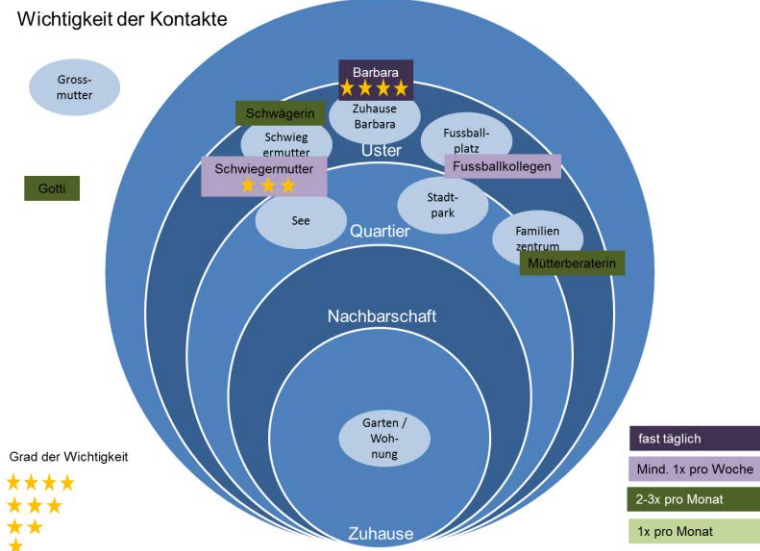 Wichtigkeit der Kontakte
Gross-
mutter
Barbara
Zuhause
Barbara
Schwägerin
Schwieg
ermutter
Fussball-
platz
Uster
Fussballkollegen
Schwiegermutter
Gotti
Stadt-
park
See
Quartier
Familien
zentrum
Mütterberaterin
Nachbarschaft
Garten /
Woh-
nung
Zuhause
Grad der Wichtigkeit
fast täglich
Mind. 1x pro Woche
2-3x pro Monat
1x pro Monat